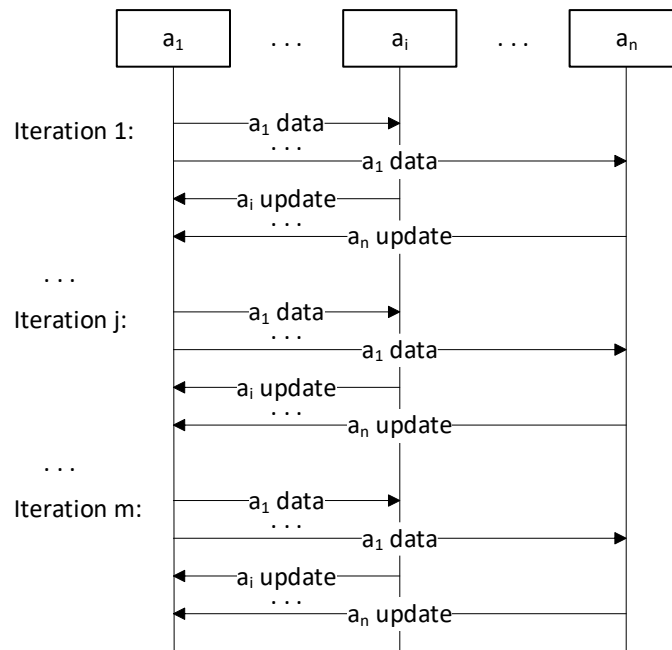 a₁ . . . aᵢ . . . aₙ
Iteration 1:
a₁ data
. . .
a₁ data
aᵢ update
. . .
aₙ update
. . .
Iteration j:
a₁ data
. . .
a₁ data
aᵢ update
. . .
aₙ update
. . .
Iteration m:
a₁ data
. . .
a₁ data
aᵢ update
. . .
aₙ update